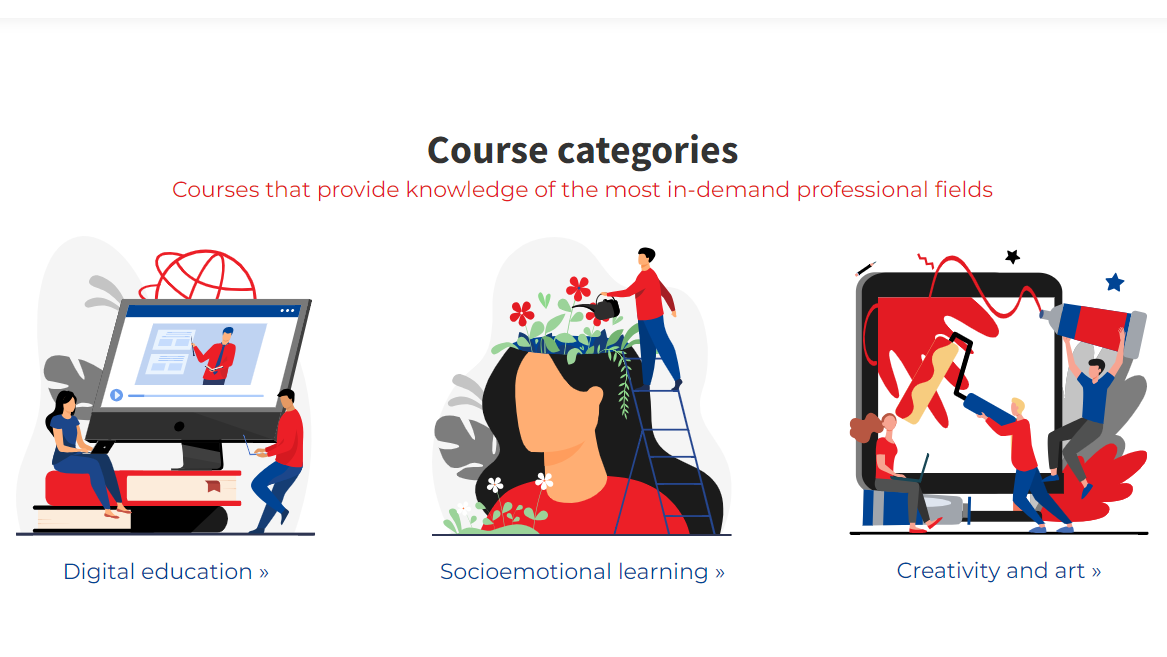 Course categories
Courses that provide knowledge of the most in-demand professional fields
Digital education »
Socioemotional learning »
Creativity and art »